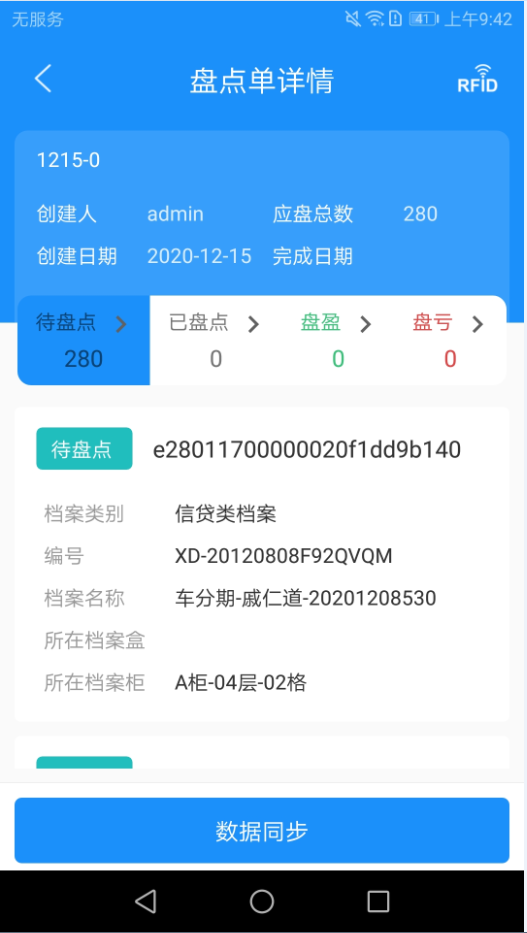 无服务 41 上午9:42
盘点单详情 RFID
1215-0
创建人 admin 应盘总数 280
创建日期 2020-12-15 完成日期
待盘点 已盘点 盘盈 盘亏
280 0 0 0
待盘点 e28011700000020f1dd9b140
档案类别 信贷类档案
编号 XD-20120808F92QVQM
档案名称 车分期-戚仁道-20201208530
所在档案盒
所在档案柜 A柜-04层-02格
数据同步